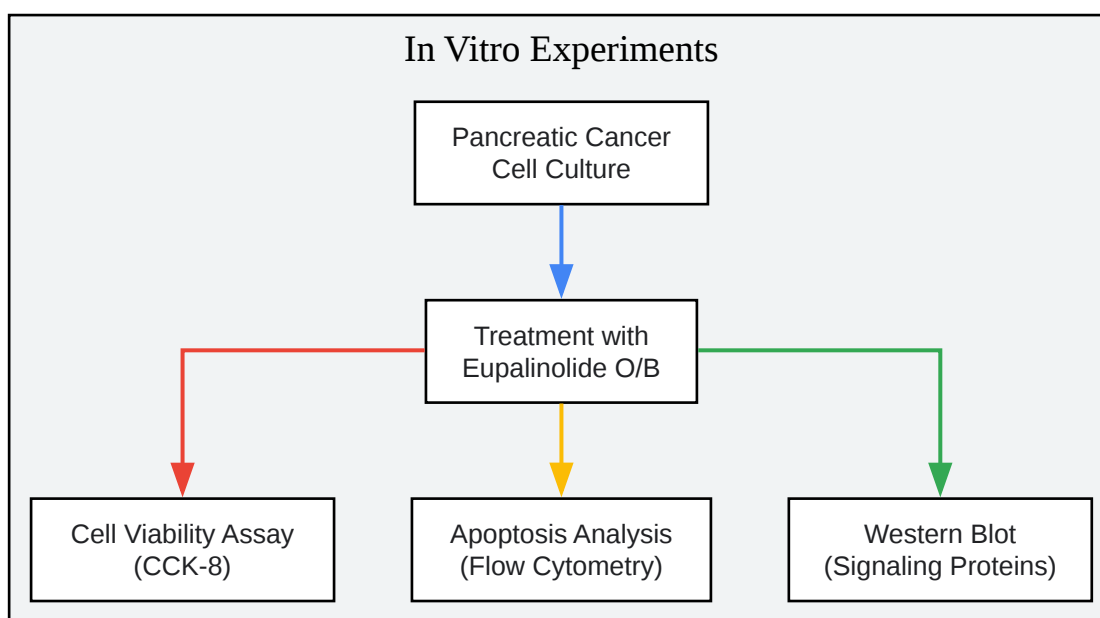 In Vitro Experiments
Pancreatic Cancer
Cell Culture
Treatment with
Eupalinolide O/B
Cell Viability Assay
(CCK-8)
Apoptosis Analysis
(Flow Cytometry)
Western Blot
(Signaling Proteins)